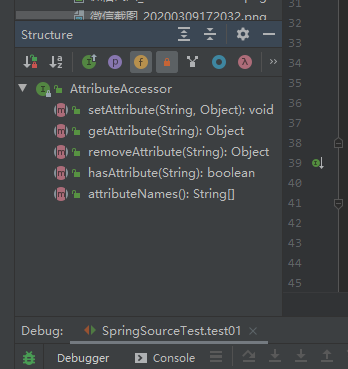 微信截图_20200309172032.png
Structure
AttributeAccessor
setAttribute(String, Object): void
getAttribute(String): Object
removeAttribute(String): Object
hasAttribute(String): boolean
attributeNames(): String[]
31
32
33
34
35
36
37
38
39
40
41
42
43
44
45
Debug:
SpringSourceTest.test01
Debugger
Console